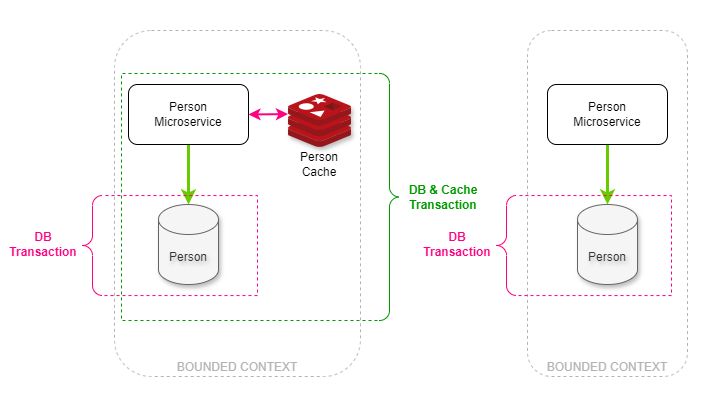 Person
Microservice
Person
Cache
DB & Cache
Transaction
DB
Transaction
Person
BOUNDED CONTEXT
Person
Microservice
DB
Transaction
Person
BOUNDED CONTEXT